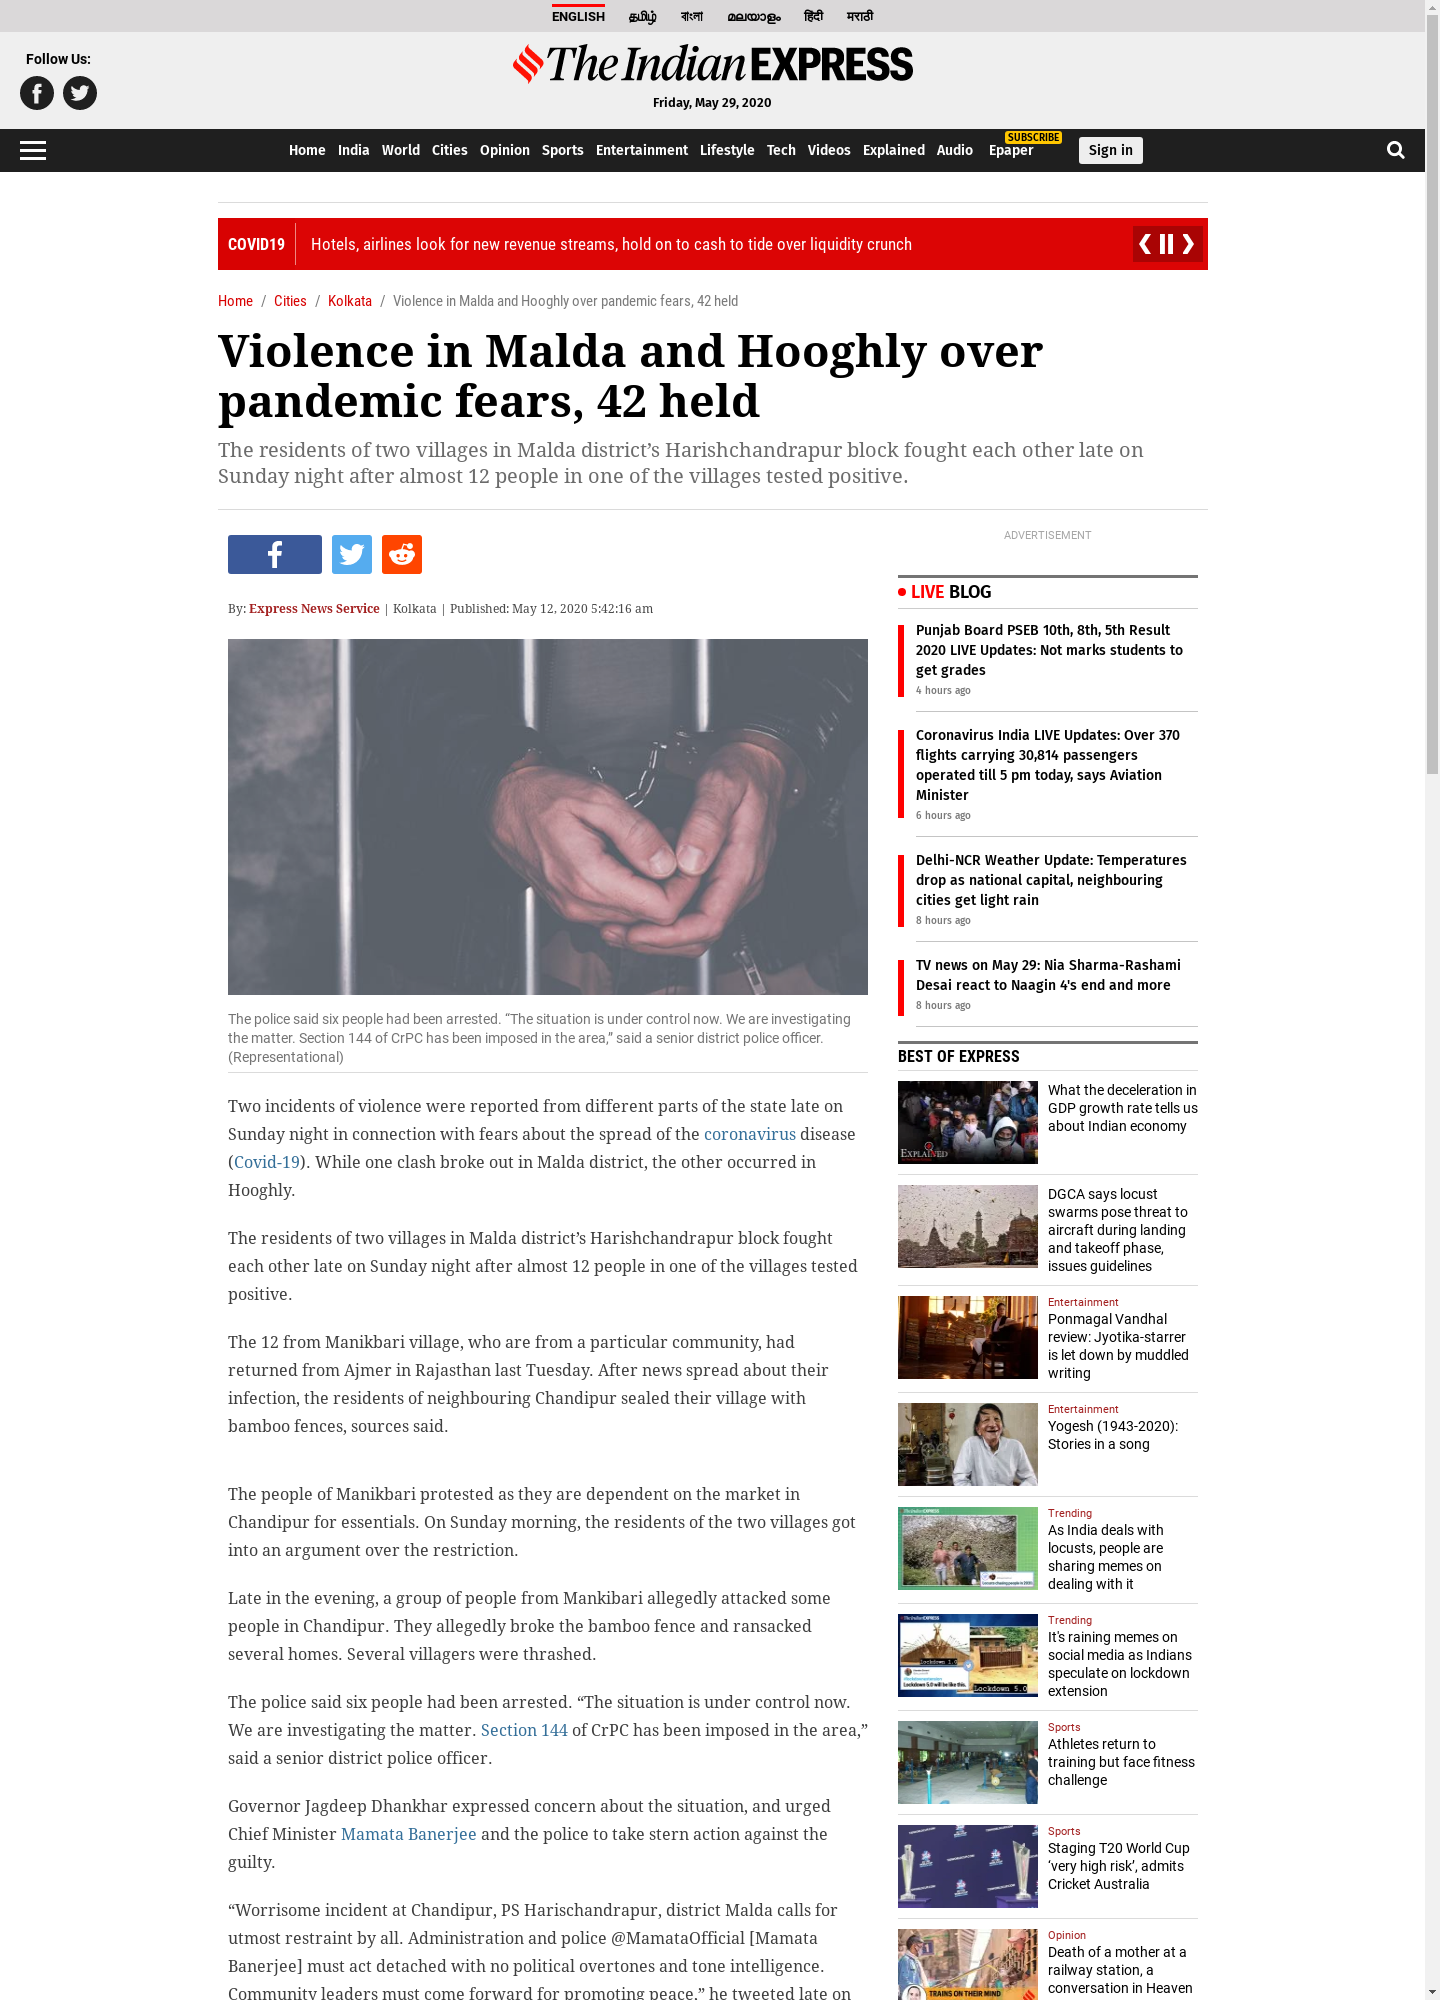 ENGLISH தமிழ் বাংলা മലയാളം हिंदी मराठी
Follow Us:
The Indian EXPRESS
Friday, May 29, 2020
SUBSCRIBE
Home India World Cities Opinion Sports Entertainment Lifestyle Tech Videos Explained Audio Epaper Sign in
COVID19 Hotels, airlines look for new revenue streams, hold on to cash to tide over liquidity crunch
Home / Cities / Kolkata / Violence in Malda and Hooghly over pandemic fears, 42 held
Violence in Malda and Hooghly over
pandemic fears, 42 held
The residents of two villages in Malda district’s Harishchandrapur block fought each other late on
Sunday night after almost 12 people in one of the villages tested positive.
By: Express News Service | Kolkata | Published: May 12, 2020 5:42:16 am
The police said six people had been arrested. “The situation is under control now. We are investigating
the matter. Section 144 of CrPC has been imposed in the area,” said a senior district police officer.
(Representational)
Two incidents of violence were reported from different parts of the state late on
Sunday night in connection with fears about the spread of the coronavirus disease
(Covid-19). While one clash broke out in Malda district, the other occurred in
Hooghly.
The residents of two villages in Malda district’s Harishchandrapur block fought
each other late on Sunday night after almost 12 people in one of the villages tested
positive.
The 12 from Manikbari village, who are from a particular community, had
returned from Ajmer in Rajasthan last Tuesday. After news spread about their
infection, the residents of neighbouring Chandipur sealed their village with
bamboo fences, sources said.
The people of Manikbari protested as they are dependent on the market in
Chandipur for essentials. On Sunday morning, the residents of the two villages got
into an argument over the restriction.
Late in the evening, a group of people from Mankibari allegedly attacked some
people in Chandipur. They allegedly broke the bamboo fence and ransacked
several homes. Several villagers were thrashed.
The police said six people had been arrested. “The situation is under control now.
We are investigating the matter. Section 144 of CrPC has been imposed in the area,”
said a senior district police officer.
Governor Jagdeep Dhankhar expressed concern about the situation, and urged
Chief Minister Mamata Banerjee and the police to take stern action against the
guilty.
“Worrisome incident at Chandipur, PS Harischandrapur, district Malda calls for
utmost restraint by all. Administration and police @MamataOfficial [Mamata
Banerjee] must act detached with no political overtones and tone intelligence.
Community leaders must come forward for promoting peace,” he tweeted late on
ADVERTISEMENT
LIVE BLOG
Punjab Board PSEB 10th, 8th, 5th Result
2020 LIVE Updates: Not marks students to
get grades
4 hours ago
Coronavirus India LIVE Updates: Over 370
flights carrying 30,814 passengers
operated till 5 pm today, says Aviation
Minister
6 hours ago
Delhi-NCR Weather Update: Temperatures
drop as national capital, neighbouring
cities get light rain
8 hours ago
TV news on May 29: Nia Sharma-Rashami
Desai react to Naagin 4's end and more
8 hours ago
BEST OF EXPRESS
EXPLAINED
What the deceleration in
GDP growth rate tells us
about Indian economy
DGCA says locust
swarms pose threat to
aircraft during landing
and takeoff phase,
issues guidelines
Entertainment
Ponmagal Vandhal
review: Jyotika-starrer
is let down by muddled
writing
Entertainment
Yogesh (1943-2020):
Stories in a song
Trending
As India deals with
locusts, people are
sharing memes on
dealing with it
Lockdown 1.0
Lockdown 5.0 will be like this.
Lockdown 5.0
Trending
It's raining memes on
social media as Indians
speculate on lockdown
extension
Sports
Athletes return to
training but face fitness
challenge
Sports
Staging T20 World Cup
‘very high risk’, admits
Cricket Australia
TRAINS ON THEIR MIND
Opinion
Death of a mother at a
railway station, a
conversation in Heaven